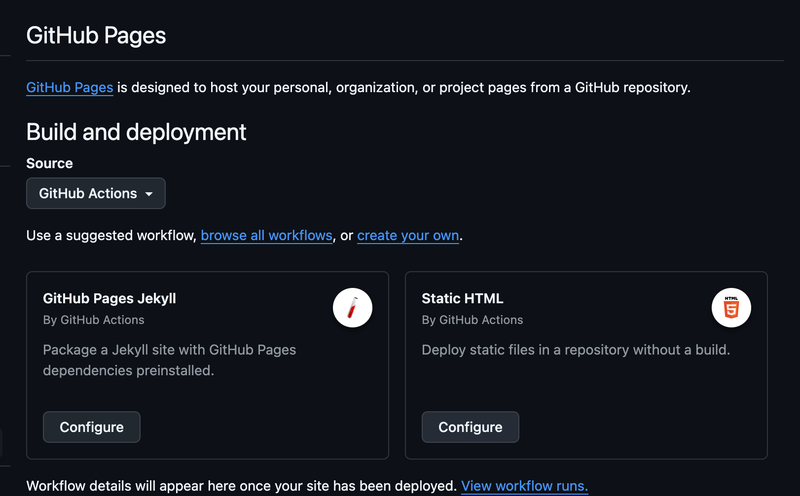 GitHub Pages
GitHub Pages is designed to host your personal, organization, or project pages from a GitHub repository.
Build and deployment
Source
GitHub Actions
Use a suggested workflow, browse all workflows, or create your own.
GitHub Pages Jekyll
By GitHub Actions
Package a Jekyll site with GitHub Pages
dependencies preinstalled.
Configure
Static HTML
By GitHub Actions
Deploy static files in a repository without a build.
HTML
5
Configure
Workflow details will appear here once your site has been deployed. View workflow runs.